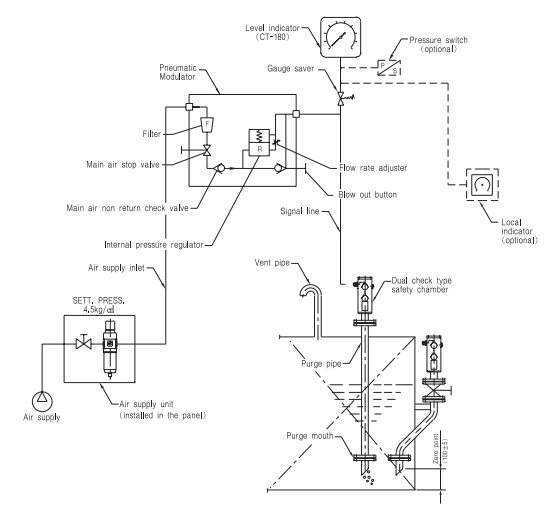 Level indicator
(CT-180)
Pressure switch
(optional)
P
S
Gauge saver
Pneumatic
Modulator
F
Filter
R
Main air stop valve
Flow rate adjuster
Main air non return check valve
Blow out button
Signal line
Local
indicator
(optional)
Internal pressure regulator
Air supply inlet
Vent pipe
Dual check type
safety chamber
SETT. PRESS.
4.5kg/㎠
Purge pipe
Air supply
Air supply unit
(installed in the panel)
Purge mouth
Zero point
(100±5)